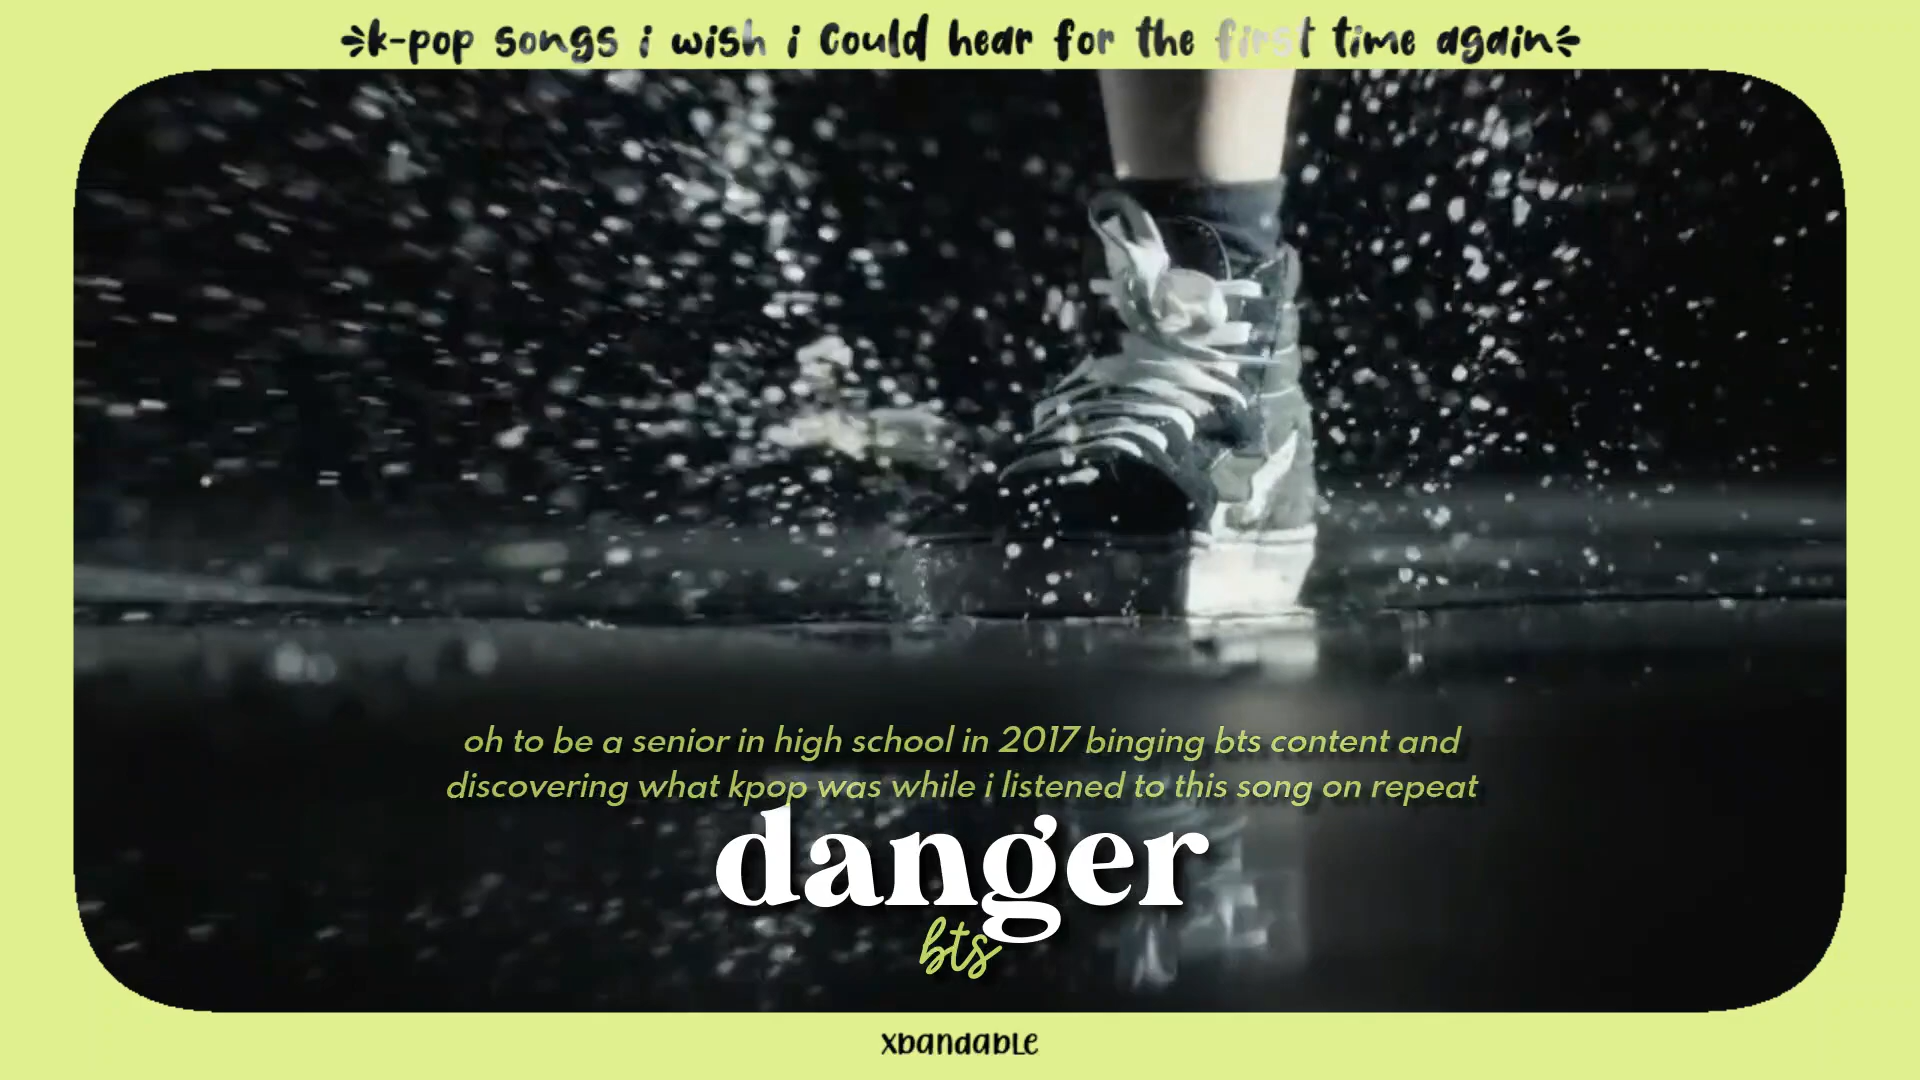 k-pop songs i wish i could hear for the first time again
oh to be a senior in high school in 2017 binging bts content and
discovering what kpop was while i listened to this song on repeat
danger
bts
xbandable